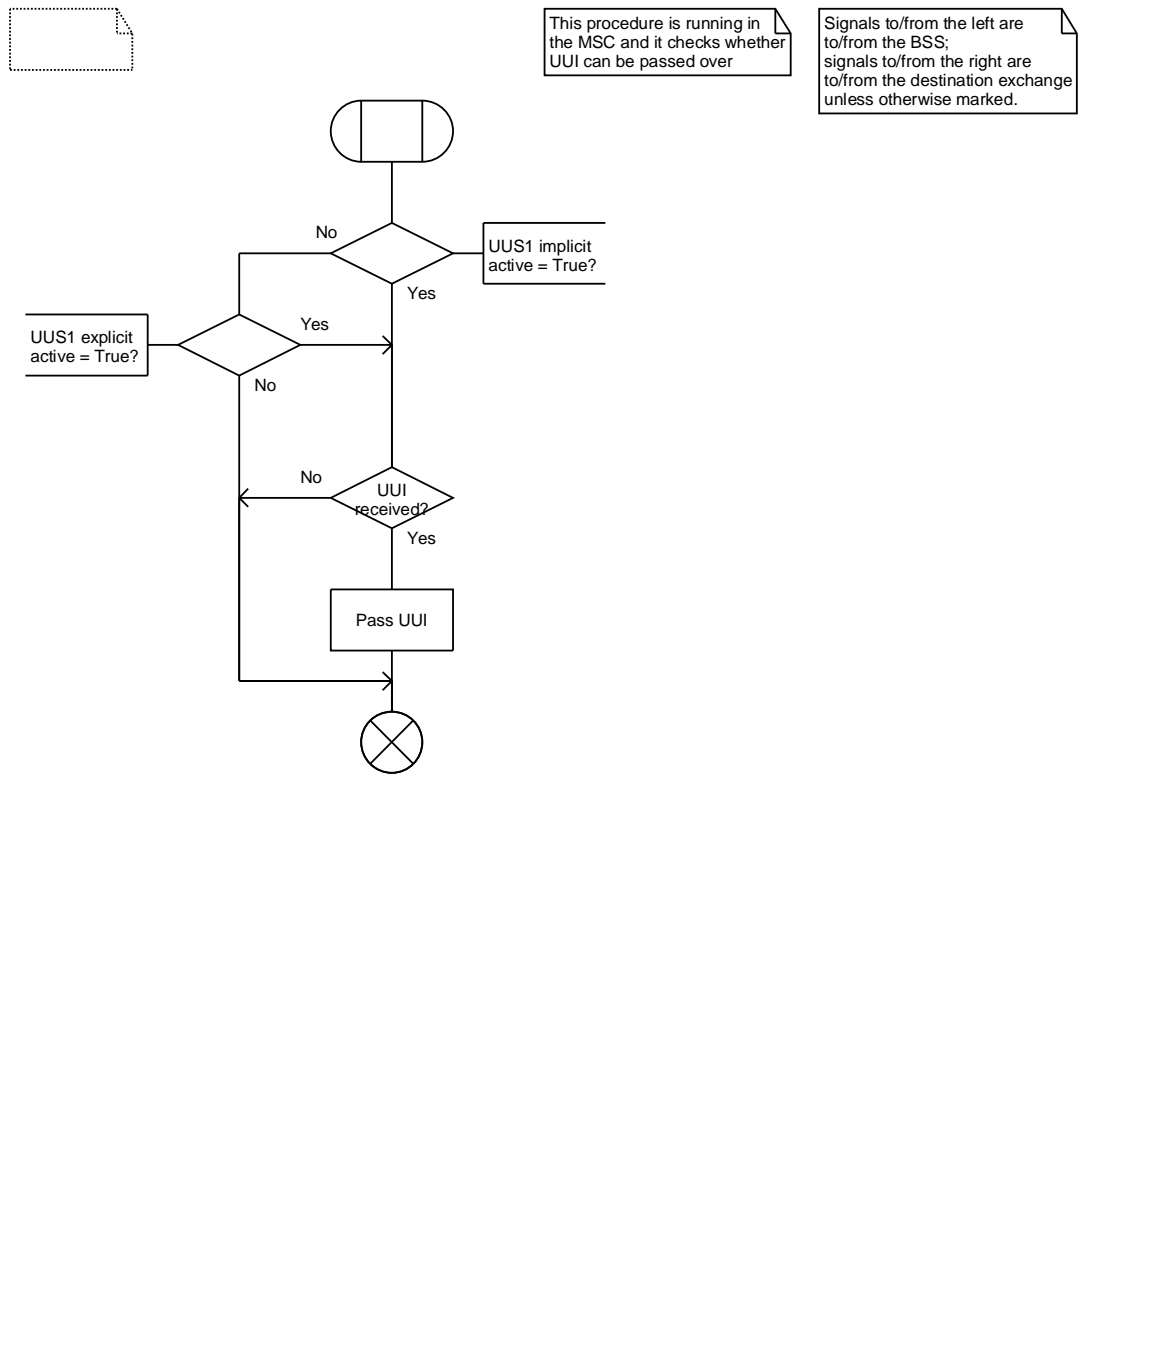 This procedure is running in
the MSC and it checks whether
UUI can be passed over
Signals to/from the left are
to/from the BSS;
signals to/from the right are
to/from the destination exchange
unless otherwise marked.
No
UUS1 implicit
active = True?
Yes
UUS1 explicit
active = True?
Yes
No
No
UUI
received?
Yes
Pass UUI